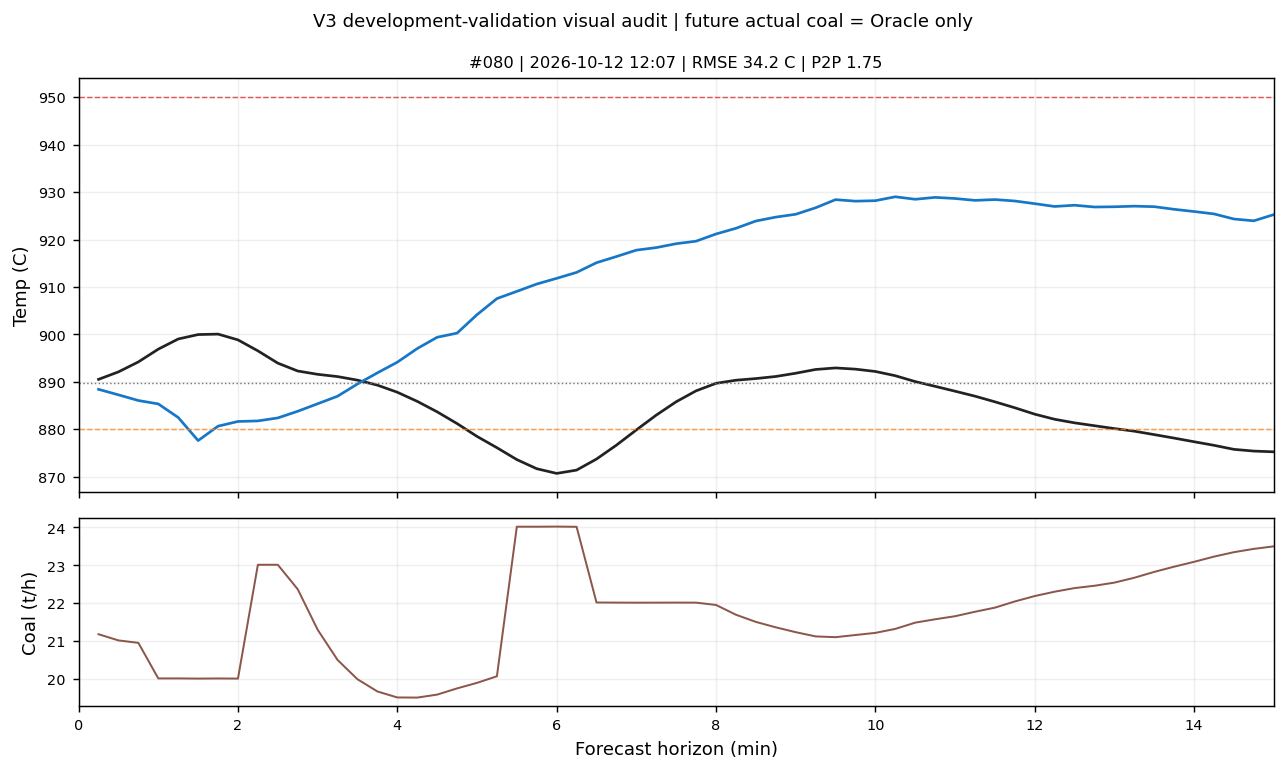 V3 development-validation visual audit | future actual coal = Oracle only
#080 | 2026-10-12 12:07 | RMSE 34.2 C | P2P 1.75
Temp (C)
950
940
930
920
910
900
890
880
870
Coal (t/h)
24
23
22
21
20
0 2 4 6 8 10 12 14
Forecast horizon (min)